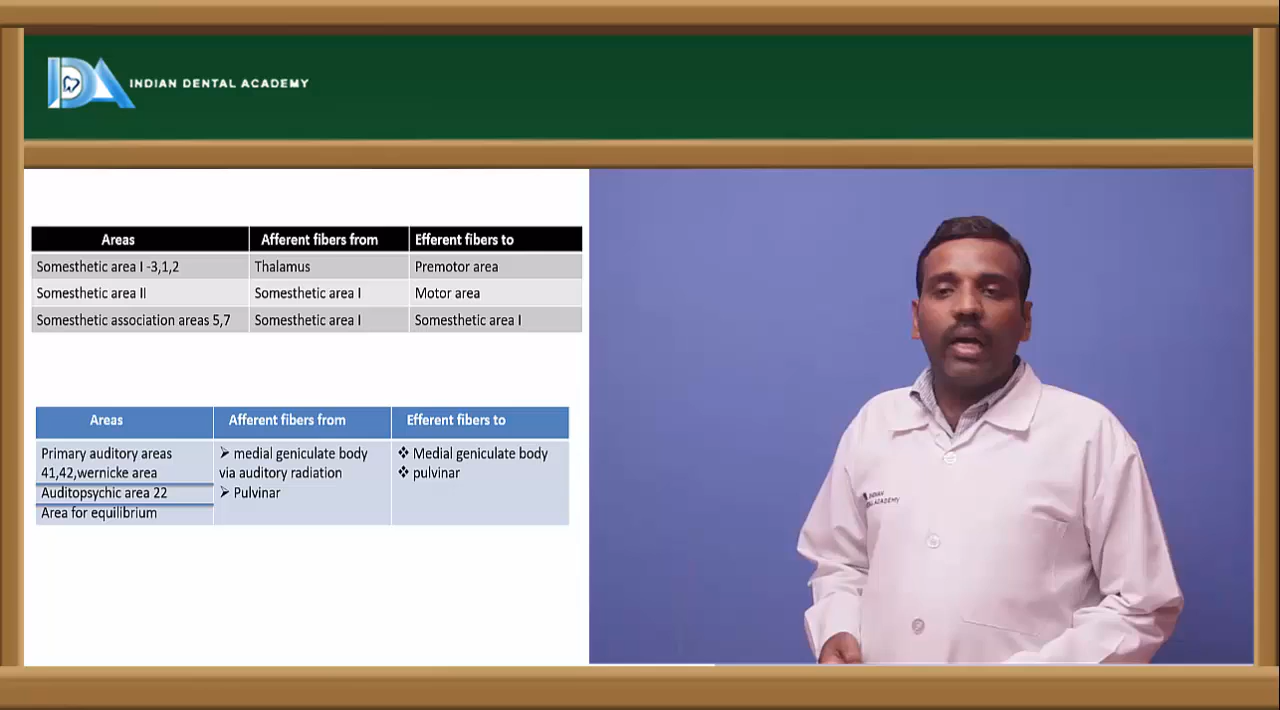 INDIAN DENTAL ACADEMY
Areas Afferent fibers from Efferent fibers to
Somesthetic area I -3,1,2 Thalamus Premotor area
Somesthetic area II Somesthetic area I Motor area
Somesthetic association areas 5,7 Somesthetic area I Somesthetic area I
Areas Afferent fibers from Efferent fibers to
Primary auditory areas ➢ medial geniculate body ❖ Medial geniculate body
41,42,wernicke area via auditory radiation ❖ pulvinar
Auditopsychic area 22 ➢ Pulvinar
Area for equilibrium
INDIAN
ACADEMY